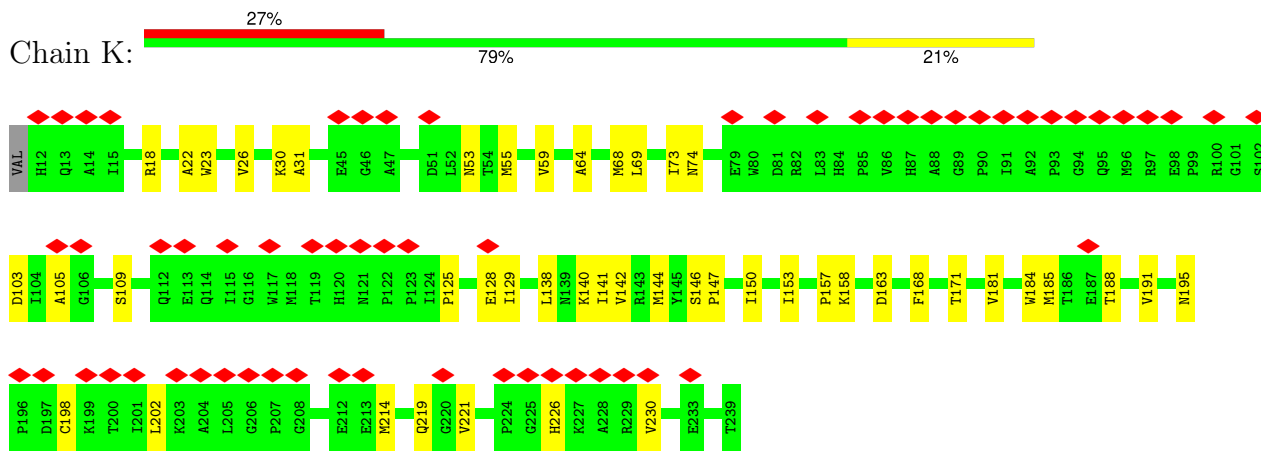 27%
Chain K:
79% 21%
VAL H12 Q13 A14 I15 R18 A22 W23 V26 K30 A31 E45 G46 A47 D51 L52 N53 T54 M55 V59 A64 M68 L69 I73 N74 E79 W80 D81 R82 L83 H84 P85 V86 H87 A88 G89 P90 I91 A92 P93 G94 Q95 M96 R97 E98 P99 R100 G101 S102
D103 I104 A105 G106 S109 Q112 E113 Q114 I115 G116 W117 M118 T119 H120 N121 P122 P123 I124 P125 E128 I129 L138 N139 K140 I141 V142 R143 M144 Y145 S146 P147 I150 I153 P157 K158 D163 F168 T171 V181 W184 M185 T186 E187 T188 V191 N195
P196 D197 C198 K199 T200 I201 L202 K203 A204 L205 G206 P207 G208 E212 E213 M214 Q219 G220 V221 P224 G225 H226 K227 A228 R229 V230 E233 T239